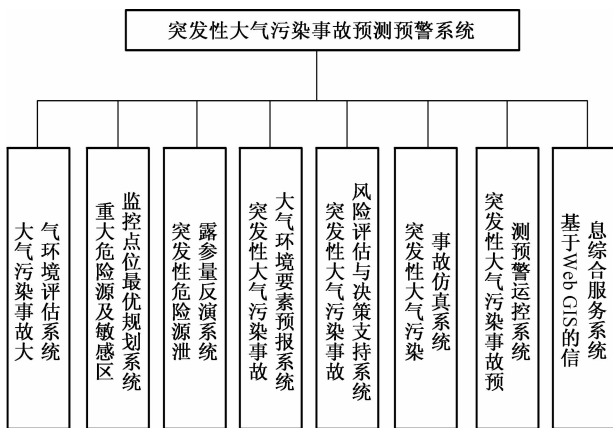 突发性大气污染事故预测预警系统
大气污染事故大
气环境评估系统
重大危险源及敏感区
监控点位最优规划系统
突发性危险源泄
露参量反演系统
突发性大气污染事故
大气环境要素预报系统
突发性大气污染事故
风险评估与决策支持系统
突发性大气污染
事故仿真系统
突发性大气污染事故预
测预警运控系统
基于Web GIS的信
息综合服务系统